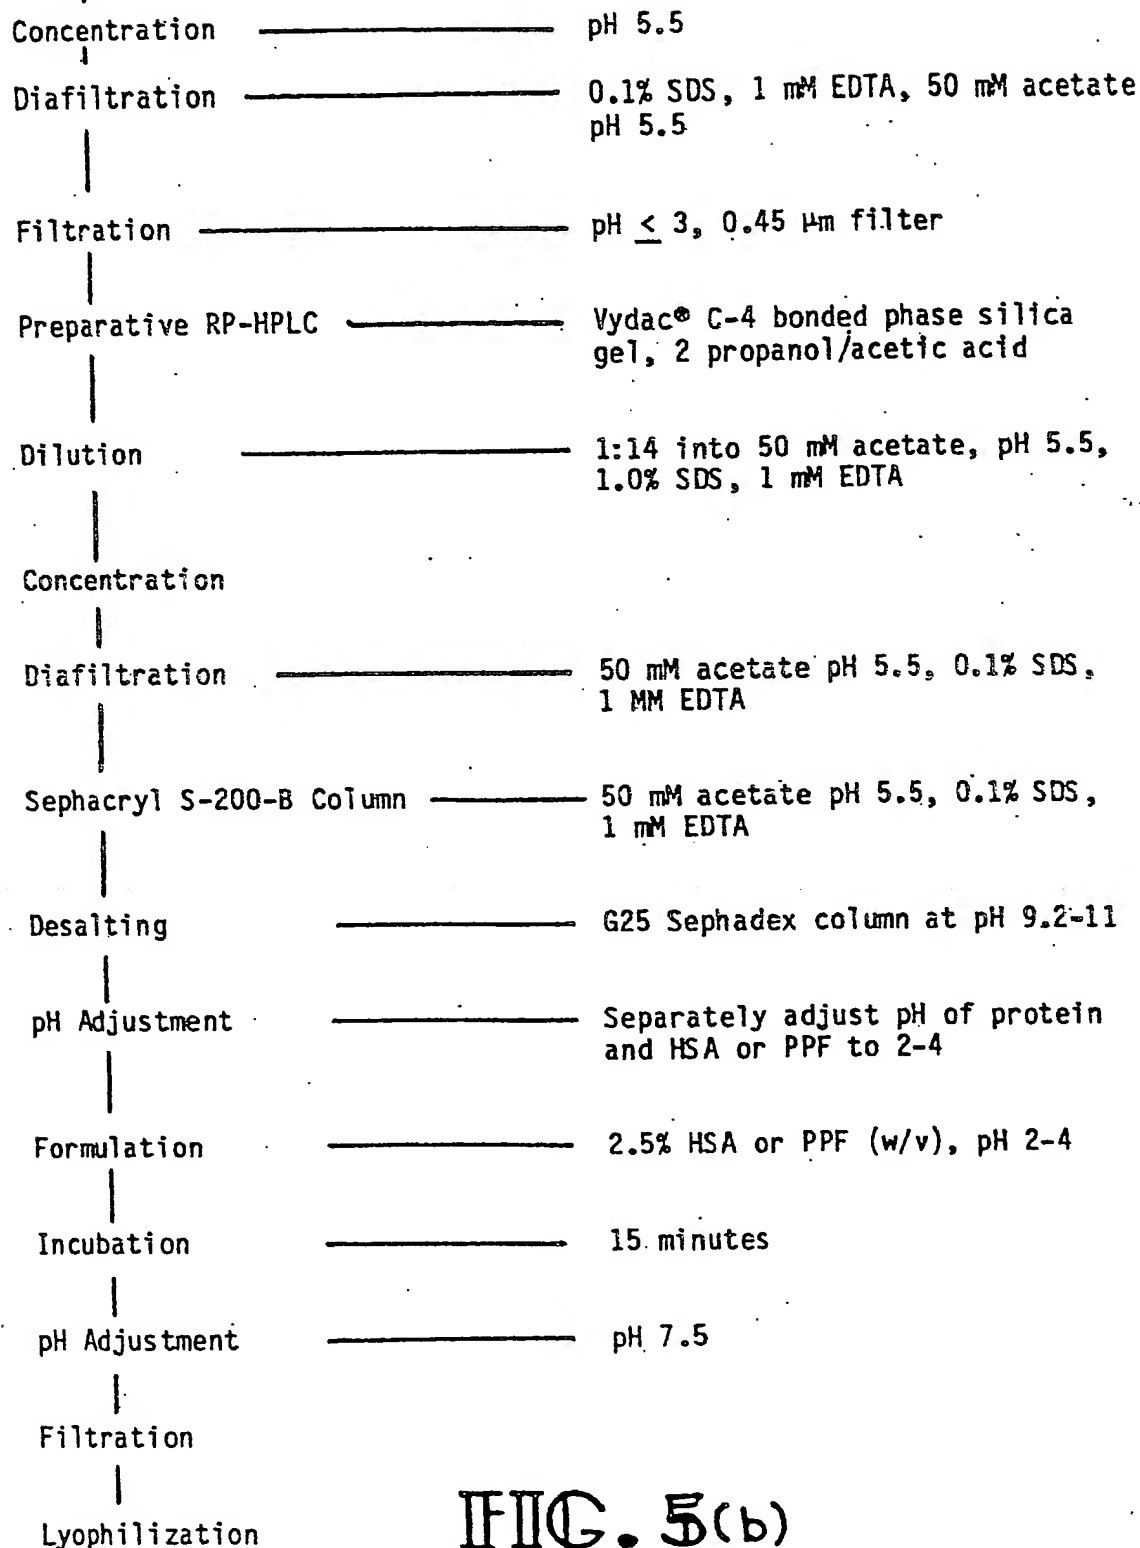 Concentration pH 5.5
Diafiltration 0.1% SDS, 1 mM EDTA, 50 mM acetate
pH 5.5
Filtration pH ≤ 3, 0.45 µm filter
Preparative RP-HPLC Vydac® C-4 bonded phase silica
gel, 2 propanol/acetic acid
Dilution 1:14 into 50 mM acetate, pH 5.5,
1.0% SDS, 1 mM EDTA
Concentration
Diafiltration 50 mM acetate pH 5.5, 0.1% SDS,
1 MM EDTA
Sephacryl S-200-B Column 50 mM acetate pH 5.5, 0.1% SDS,
1 mM EDTA
Desalting G25 Sephadex column at pH 9.2-11
pH Adjustment Separately adjust pH of protein
and HSA or PPF to 2-4
Formulation 2.5% HSA or PPF (w/v), pH 2-4
Incubation 15 minutes
pH Adjustment pH 7.5
Filtration
Lyophilization
FIG. 5(b)